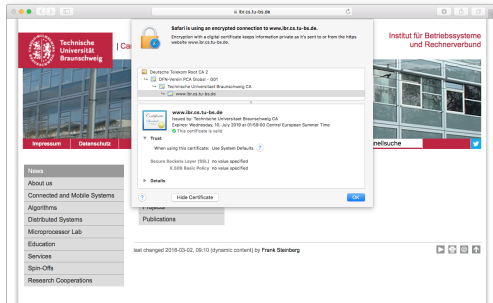 ibr.cs.tu-bs.de
Safari is using an encrypted connection to www.ibr.cs.tu-bs.de.
Encryption with a digital certificate keeps information private as it's sent to or from the https
website www.ibr.cs.tu-bs.de.
Institut für Betriebssysteme
und Rechnerverbund
Technische
Universität
Braunschweig
Ca
Deutsche Telekom Root CA 2
DFN-Verein PCA Global - G01
Technische Universitaet Braunschweig CA
www.ibr.cs.tu-bs.de
www.ibr.cs.tu-bs.de
Issued by: Technische Universitaet Braunschweig CA
Expires: Wednesday, 10. July 2019 at 01:59:00 Central European Summer Time
This certificate is valid
Trust
When using this certificate: Use System Defaults ?
Secure Sockets Layer (SSL) no value specified
X.509 Basic Policy no value specified
Details
? Hide Certificate OK
Impressum Datenschutz
nellsuche
News
About us
Connected and Mobile Systems
Algorithms
Distributed Systems
Microprocessor Lab
Education
Services
Spin-Offs
Research Cooperations
Projects
Publications
last changed 2016-03-02, 09:10 (dynamic content) by Frank Steinberg